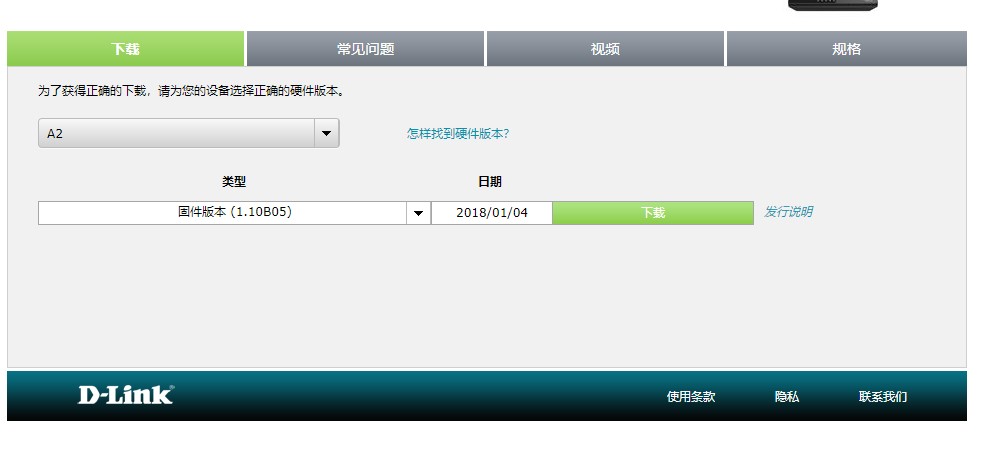 下载 常见问题 视频 规格
为了获得正确的下载，请为您的设备选择正确的硬件版本。
A2 怎样找到硬件版本?
类型 日期
固件版本 (1.10B05) 2018/01/04 下载 发行说明
D-Link® 使用条款 隐私 联系我们